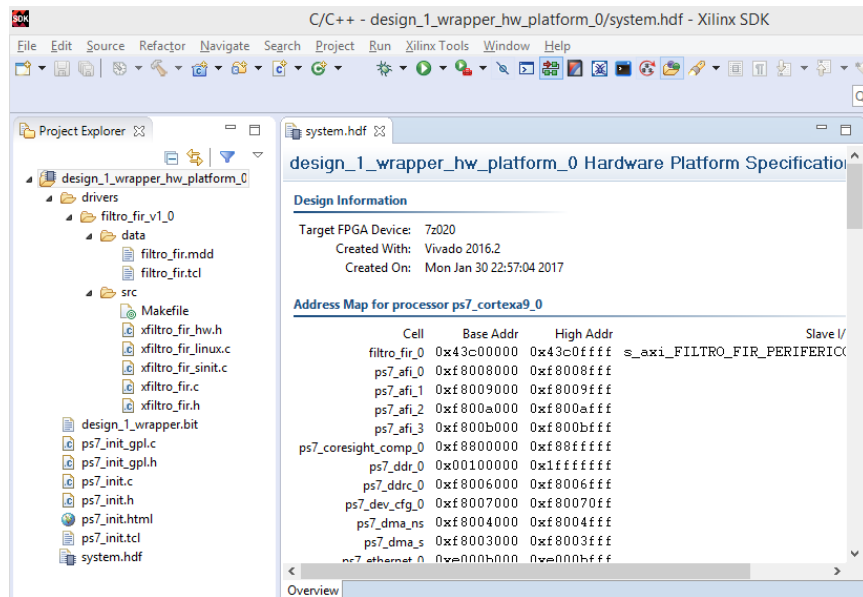 SDK
C/C++ - design_1_wrapper_hw_platform_0/system.hdf - Xilinx SDK
File Edit Source Refactor Navigate Search Project Run Xilinx Tools Window Help
Project Explorer
design_1_wrapper_hw_platform_0
drivers
filtro_fir_v1_0
data
filtro_fir.mdd
filtro_fir.tcl
src
Makefile
xfiltro_fir_hw.h
xfiltro_fir_linux.c
xfiltro_fir_sinit.c
xfiltro_fir.c
xfiltro_fir.h
design_1_wrapper.bit
ps7_init_gpl.c
ps7_init_gpl.h
ps7_init.c
ps7_init.h
ps7_init.html
ps7_init.tcl
system.hdf
system.hdf
design_1_wrapper_hw_platform_0 Hardware Platform Specification
Design Information
Target FPGA Device: 7z020
Created With: Vivado 2016.2
Created On: Mon Jan 30 22:57:04 2017
Address Map for processor ps7_cortexa9_0
Cell Base Addr High Addr Slave I/
filtro_fir_0 0x43c00000 0x43c0ffff s_axi_FILTRO_FIR_PERIFERICO
ps7_afi_0 0xf8008000 0xf8008fff
ps7_afi_1 0xf8009000 0xf8009fff
ps7_afi_2 0xf800a000 0xf800afff
ps7_afi_3 0xf800b000 0xf800bfff
ps7_coresight_comp_0 0xf8800000 0xf88fffff
ps7_ddr_0 0x00100000 0x1fffffff
ps7_ddrc_0 0xf8006000 0xf8006fff
ps7_dev_cfg_0 0xf8007000 0xf80070ff
ps7_dma_ns 0xf8004000 0xf8004fff
ps7_dma_s 0xf8003000 0xf8003fff
ps7_ethernet_0 0xe000b000 0xe000bfff
Overview